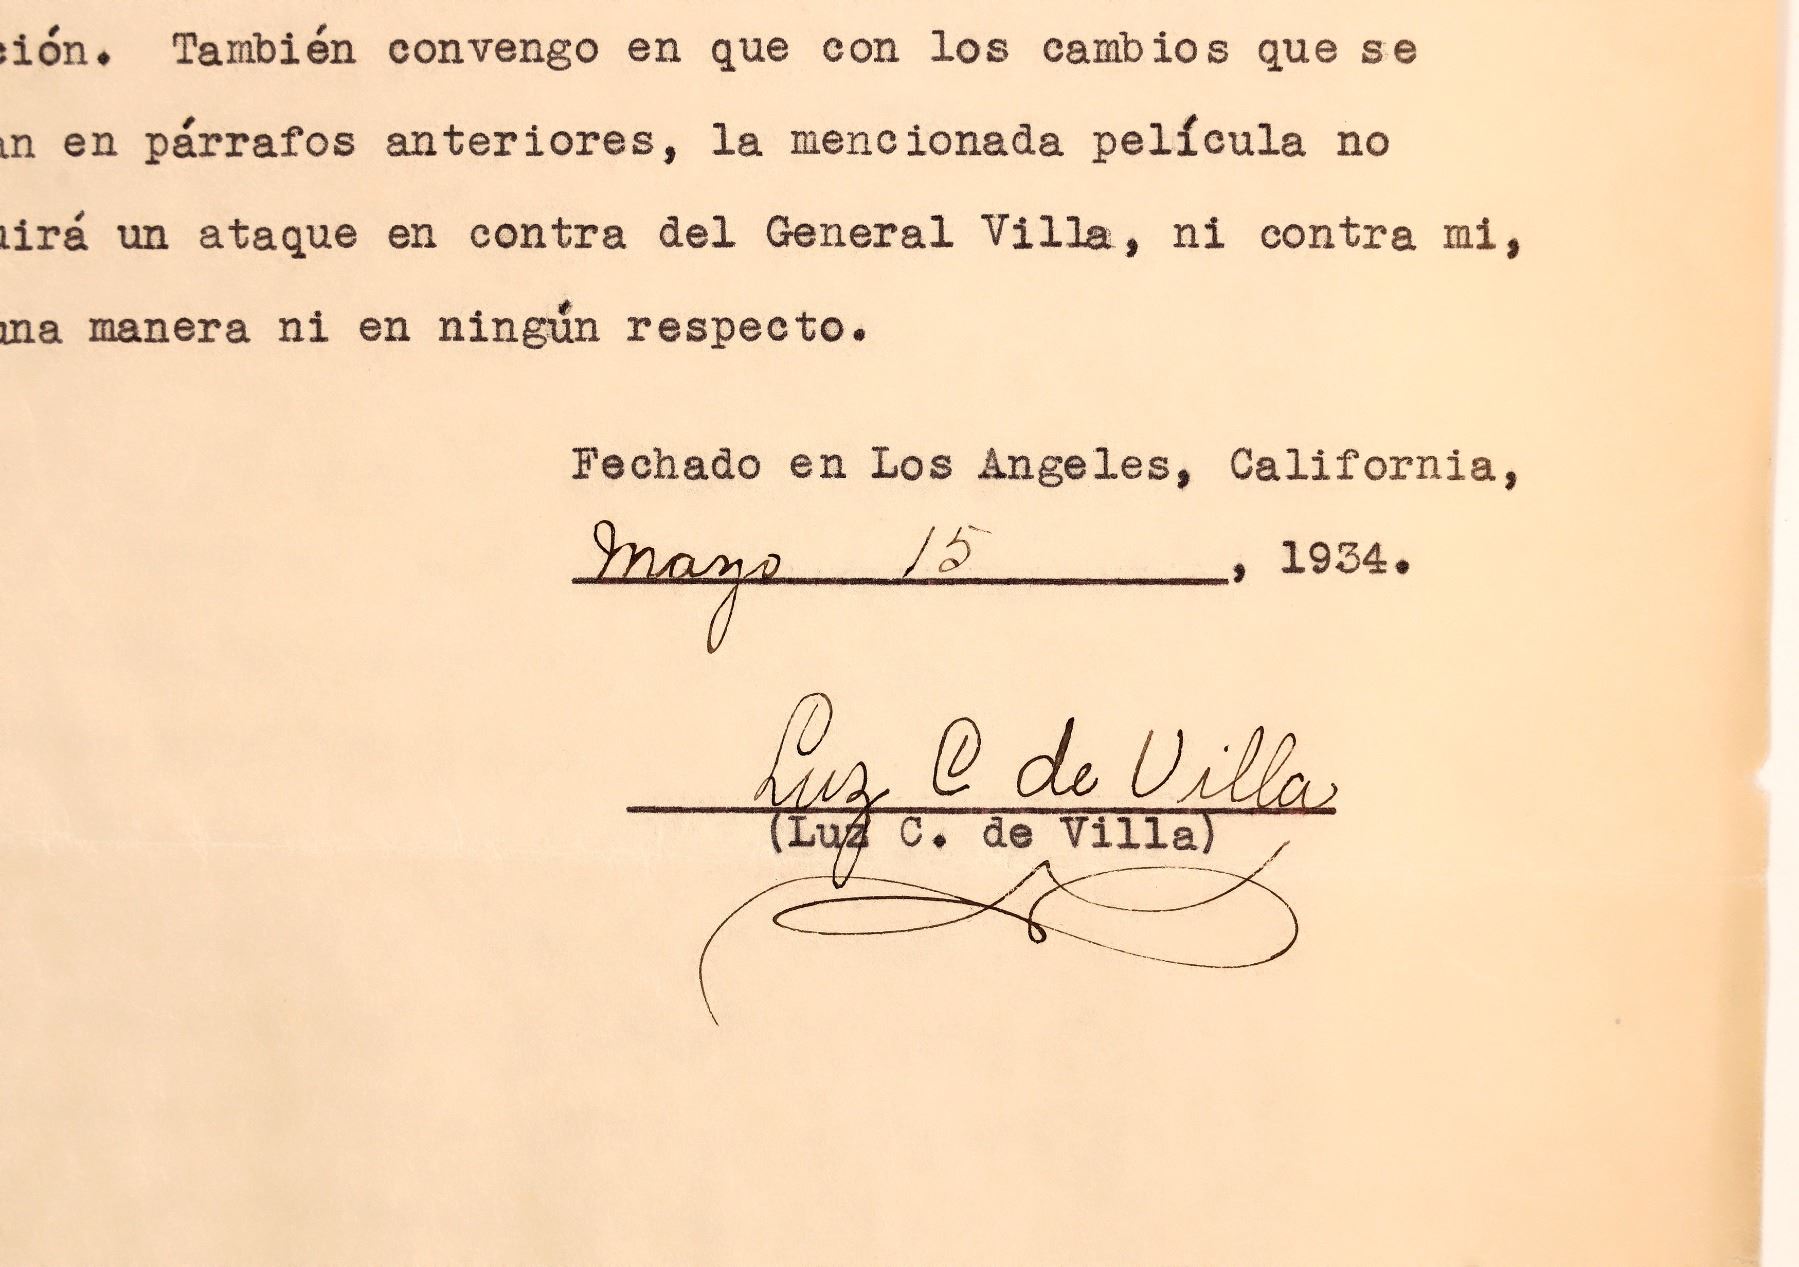 ción. También convengo en que con los cambios que se
an en párrafos anteriores, la mencionada película no
uirá un ataque en contra del General Villa, ni contra mi,
una manera ni en ningún respecto.
Fechado en Los Angeles, California,
Mayo 15, 1934.
Luz C de Villa
(Luz C. de Villa)